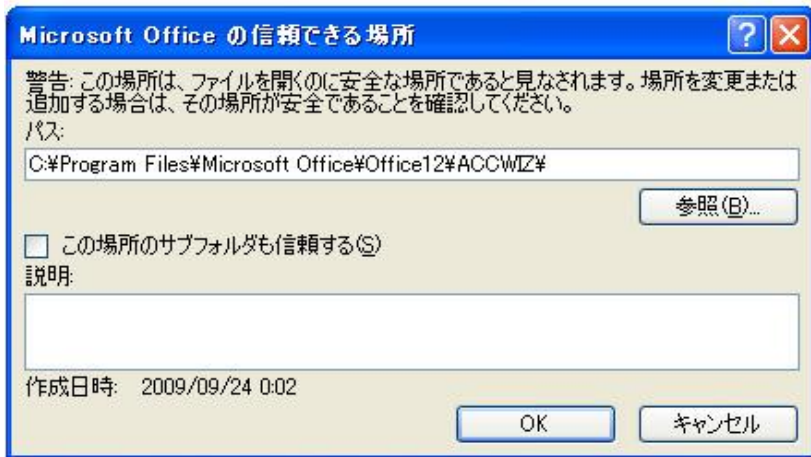 Microsoft Office の信頼できる場所
警告: この場所は、ファイルを開くのに安全な場所であると見なされます。場所を変更または
追加する場合は、その場所が安全であることを確認してください。
パス:
C:¥Program Files¥Microsoft Office¥Office12¥ACCWIZ¥
参照(B)...
この場所のサブフォルダも信頼する(S)
説明:
作成日時: 2009/09/24 0:02
OK キャンセル